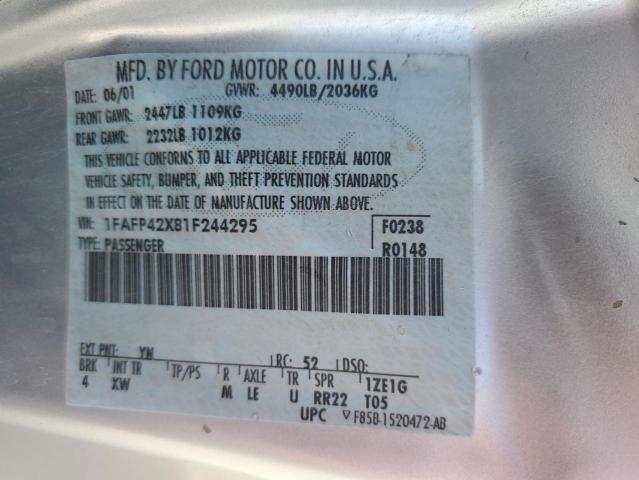 MFD. BY FORD MOTOR CO. IN U.S.A.
DATE: 06/01 GVWR: 4490LB/2036KG
FRONT GAWR: 2447LB 1109KG
REAR GAWR: 2232LB 1012KG
THIS VEHICLE CONFORMS TO ALL APPLICABLE FEDERAL MOTOR
VEHICLE SAFETY, BUMPER, AND THEFT PREVENTION STANDARDS
IN EFFECT ON THE DATE OF MANUFACTURE SHOWN ABOVE.
VIN: 1FAFP42X81F244295 F0238
TYPE: PASSENGER R0148
EXT PNT: YN RC: 52 DSO:
BRK INT TR TP/PS R AXLE TR SPR 1ZE1G
4 XW M LE U RR22 T05
UPC F85B-1520472-AB